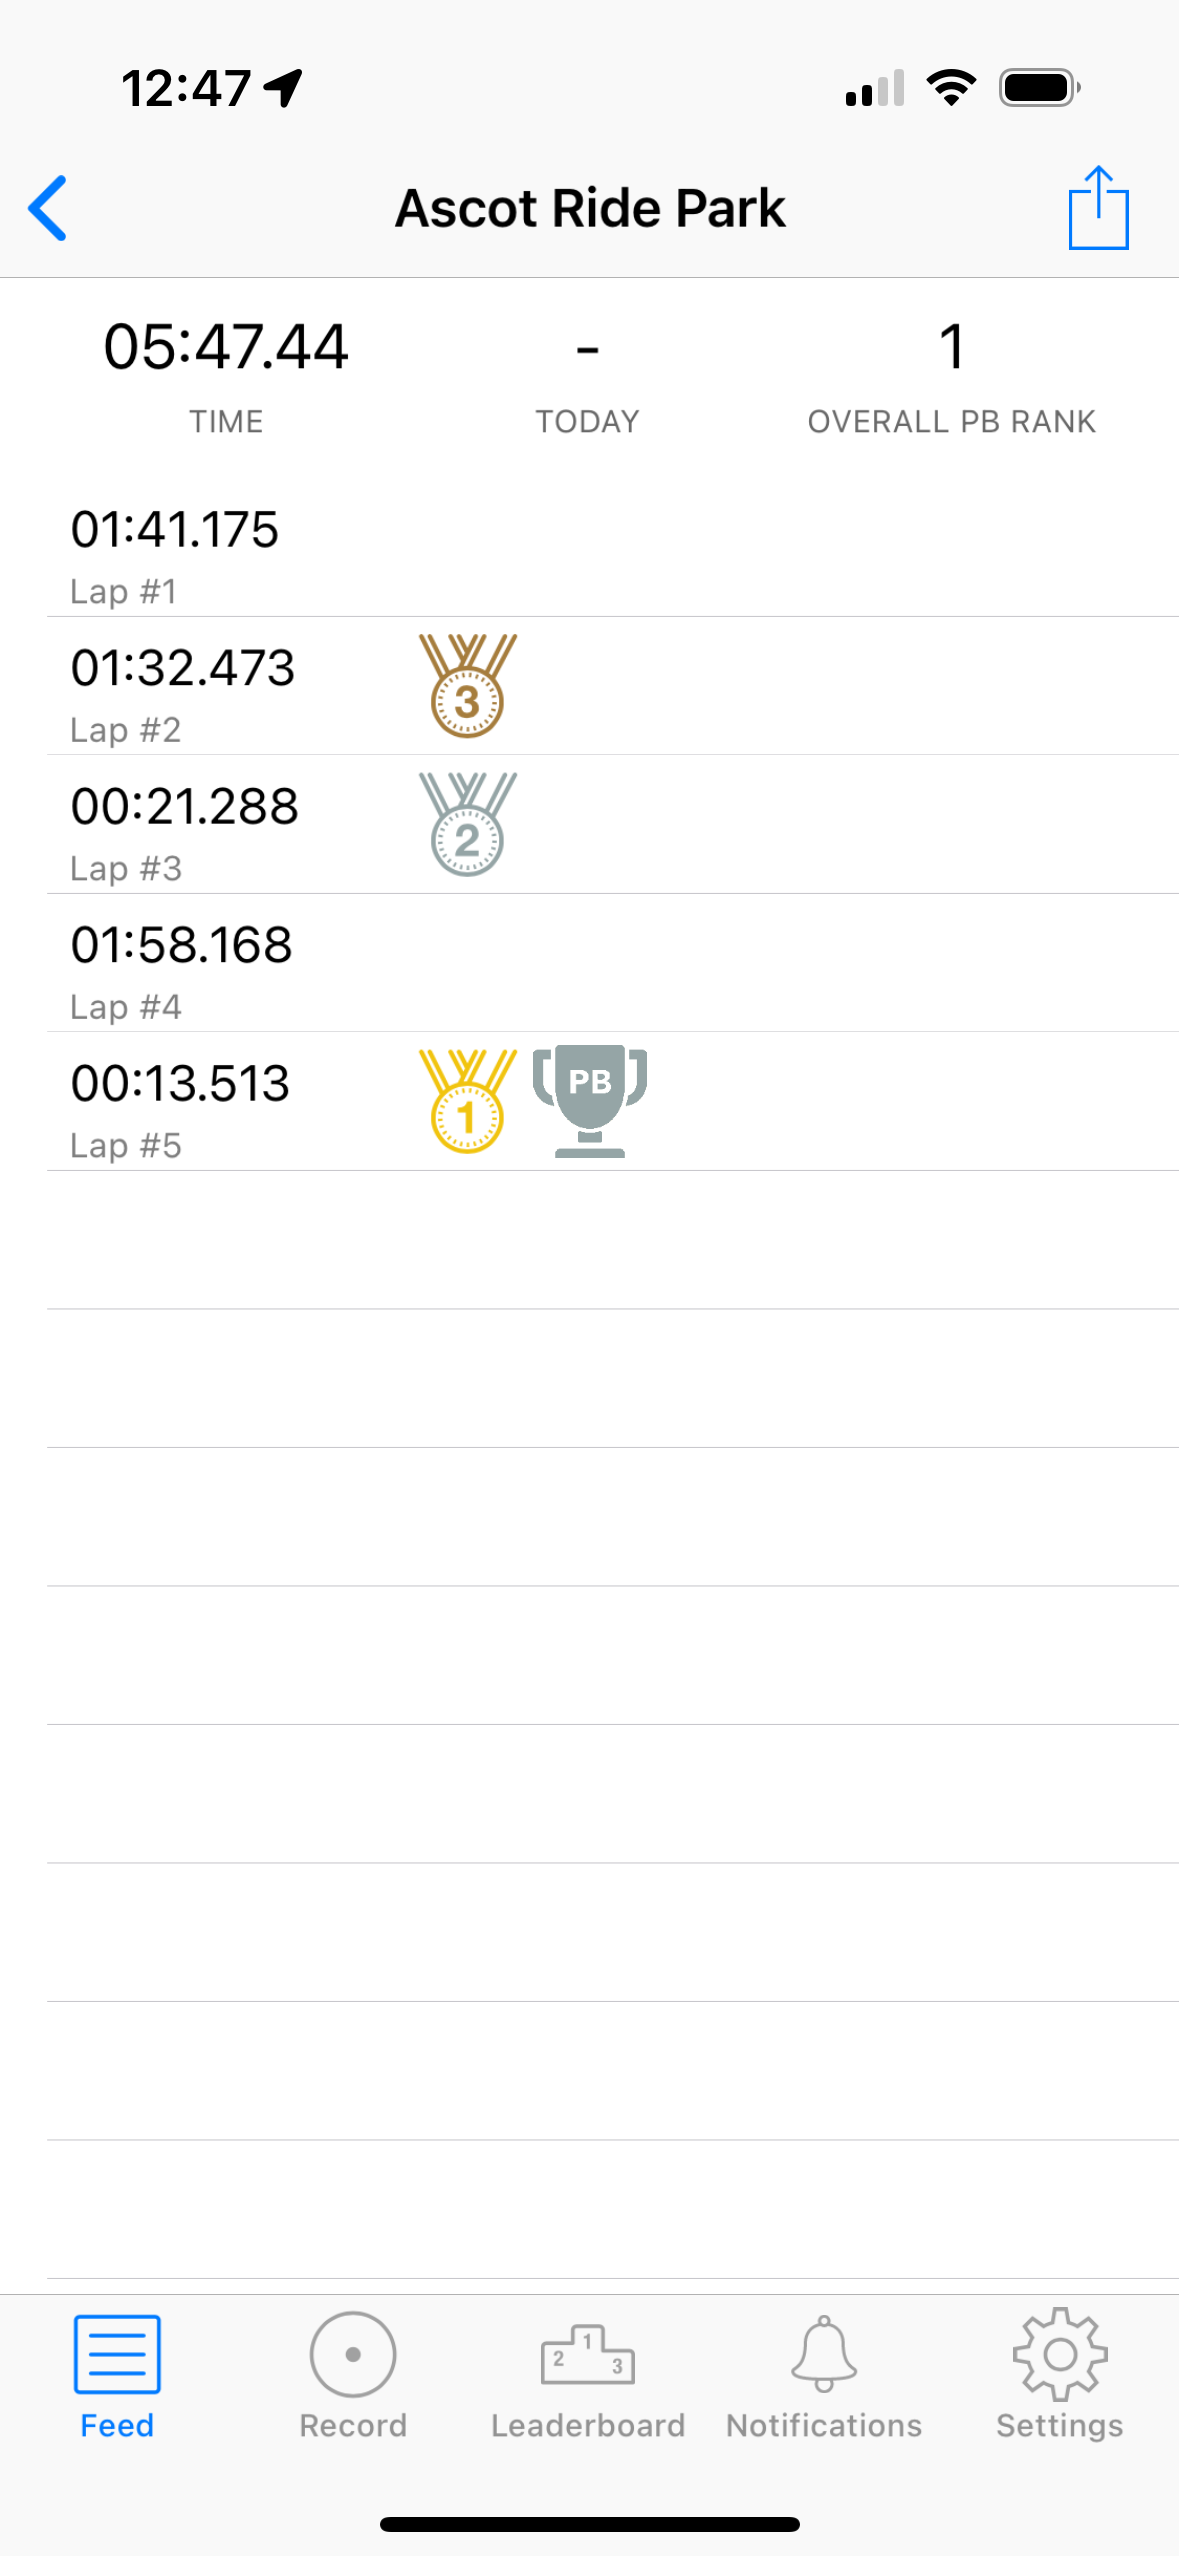 12:47
Ascot Ride Park
05:47.44 - 1
TIME TODAY OVERALL PB RANK
01:41.175
Lap #1
01:32.473
3
Lap #2
00:21.288
2
Lap #3
01:58.168
Lap #4
00:13.513 PB
1
Lap #5
2 1 3
Feed Record Leaderboard Notifications Settings